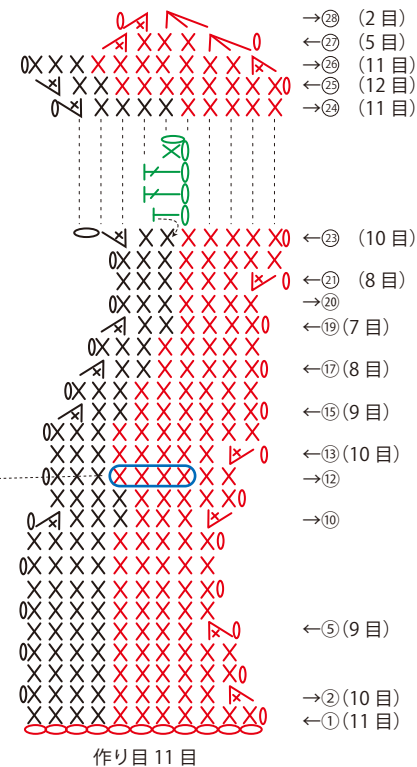 →㉘ (2 目)
←㉗ (5 目)
→㉖ (11 目)
←㉕ (12 目)
→㉔ (11 目)
←㉓ (10 目)
←㉑ (8 目)
→⑳
←⑲(7 目)
←⑰(8 目)
←⑮(9 目)
←⑬(10 目)
→⑫
→⑩
←⑤(9 目)
→②(10 目)
←①(11 目)
作り目 11 目